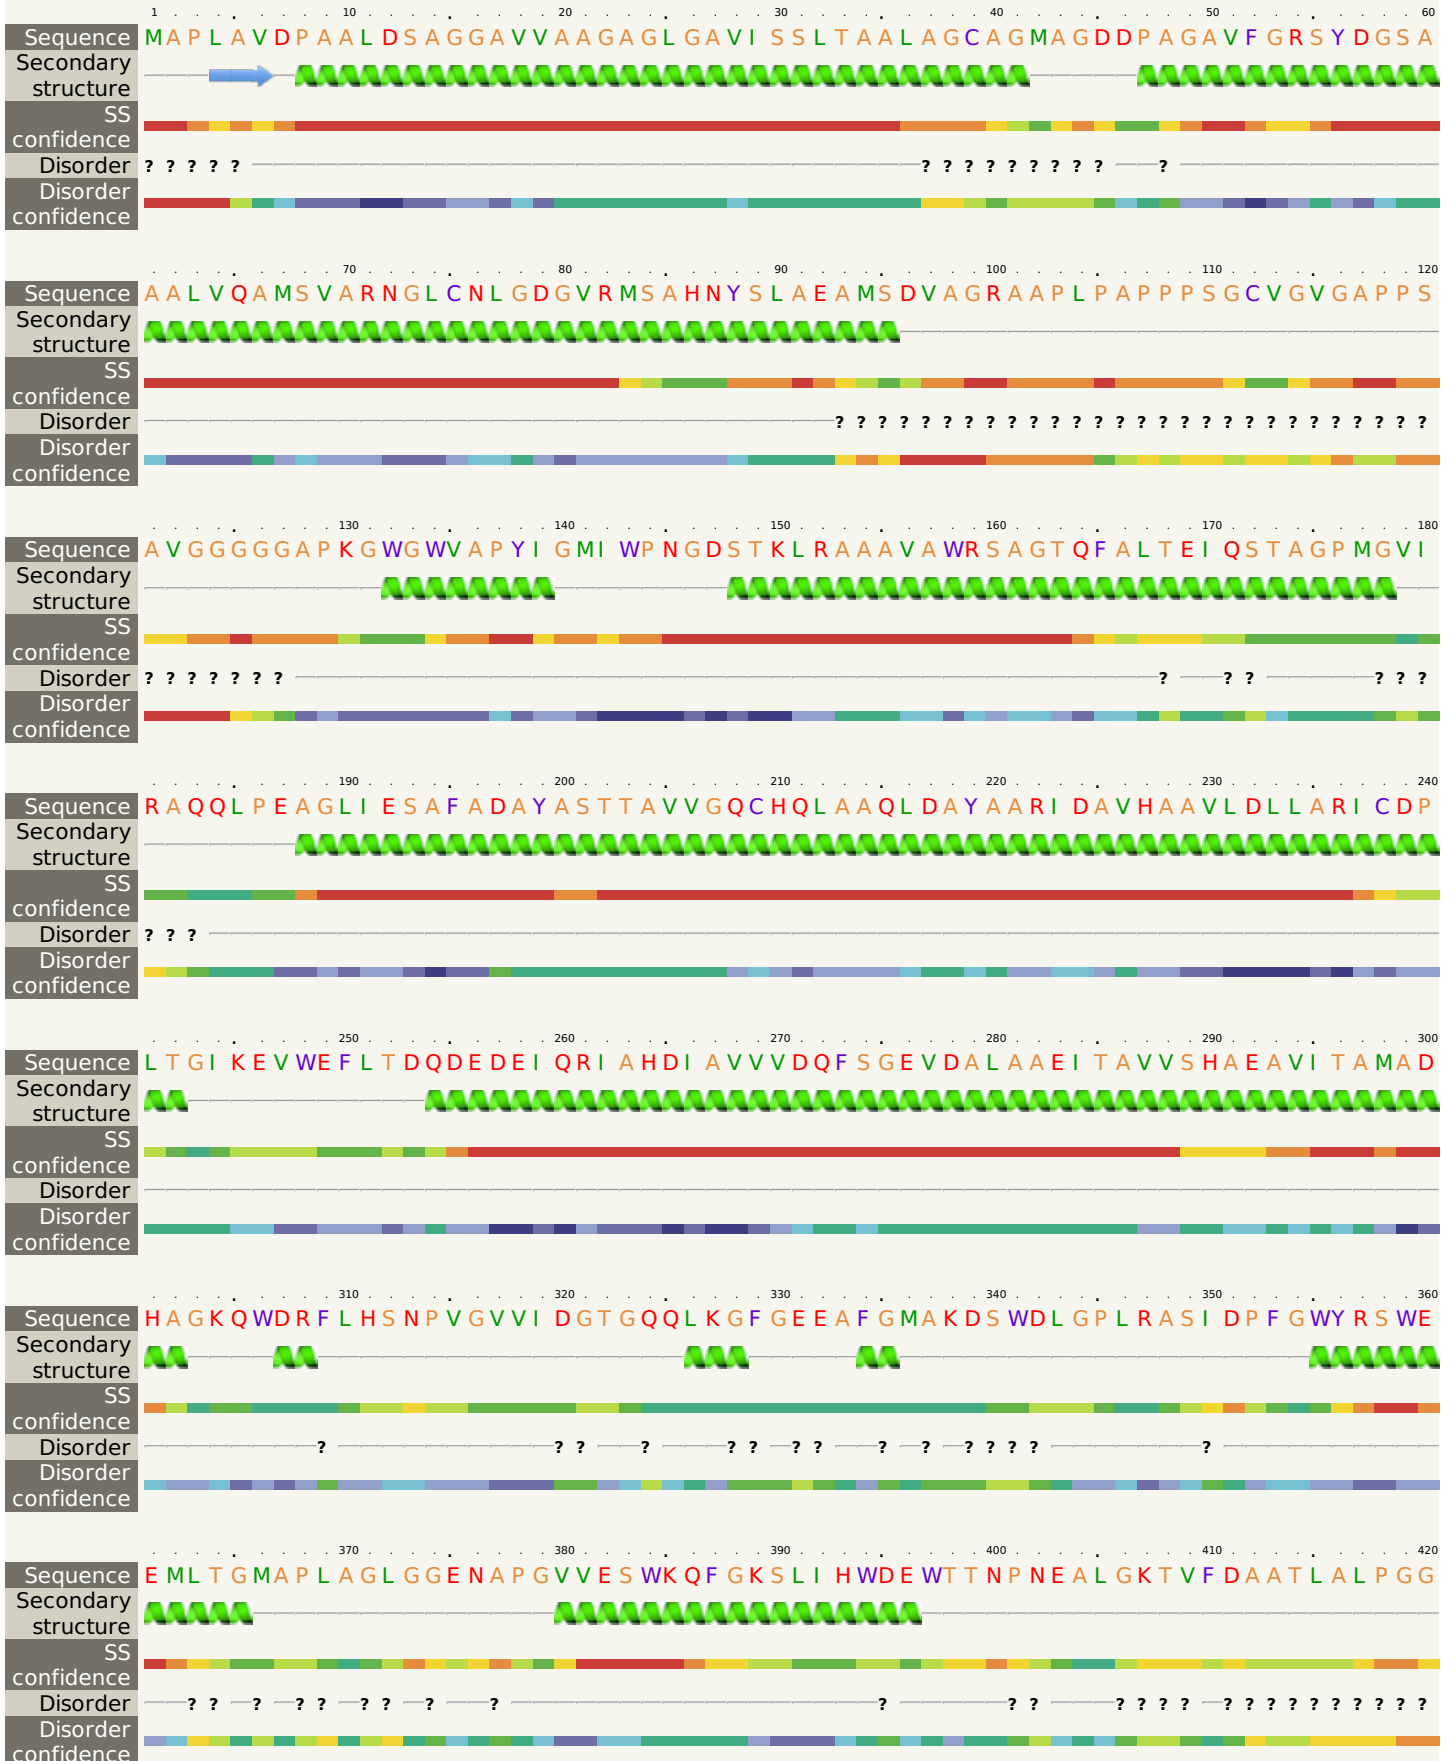 1 . . . . 10 . . . . 20 . . . . 30 . . . . 40 . . . . 50 . . . . 60
Sequence MAPLAVDPAALDSAGGAVVAAGAGLGAVISSLTAALAGCAGMAGDDPAGAVFGRSYDGSA
Secondary
structure
SS
confidence
Disorder ? ? ? ? ? ? ? ? ? ? ? ? ? ? ?
Disorder
confidence
70 80 90 100 110 120
Sequence AALVQAMSVARNGLCNLGDGVRMSAHNYSLAEAMSDVAGRAAPLPAPPPSGCVGVGAPPS
Secondary
structure
SS
confidence
Disorder ? ? ? ? ? ? ? ? ? ? ? ? ? ? ? ? ? ? ? ? ? ? ? ? ? ? ? ?
Disorder
confidence
130 140 150 160 170 180
Sequence AVGGGGGAPKGWGWVAPYIGMIWPNGDSTKLRAAAVAWRSAGTQFALTEIQSTAGPMGVI
Secondary
structure
SS
confidence
Disorder ? ? ? ? ? ? ? ? ? ? ? ? ?
Disorder
confidence
190 200 210 220 230 240
Sequence RAQQLPEAGLIESAFADAYASTTAVVGQCHQLAAQLDAYAARIDAVHAAVLDLLARICDP
Secondary
structure
SS
confidence
Disorder ? ? ?
Disorder
confidence
250 260 270 280 290 300
Sequence LTGIKEVWEFLTDQDEDEIQRIAHDIAVVVDQFSGEVDALAAEITAVVSHAEAVITAMAD
Secondary
structure
SS
confidence
Disorder
Disorder
confidence
310 320 330 340 350 360
Sequence HAGKQWDRFLHSNPVGVVIDGTGQQLKGFGEEAFGMAKDSWDLGPLRASIDPFGWYRSWE
Secondary
structure
SS
confidence
Disorder ? ? ? ? ? ? ? ? ? ? ? ? ? ? ?
Disorder
confidence
370 380 390 400 410 420
Sequence EMLTGMAPLAGLGGENAPGVVESWKQFGKSLIHWDEWTTNPNEALGKTVFDAATLALPGG
Secondary
structure
SS
confidence
Disorder ? ? ? ? ? ? ? ? ? ? ? ? ? ? ? ? ? ? ? ? ? ? ? ? ? ?
Disorder
confidence